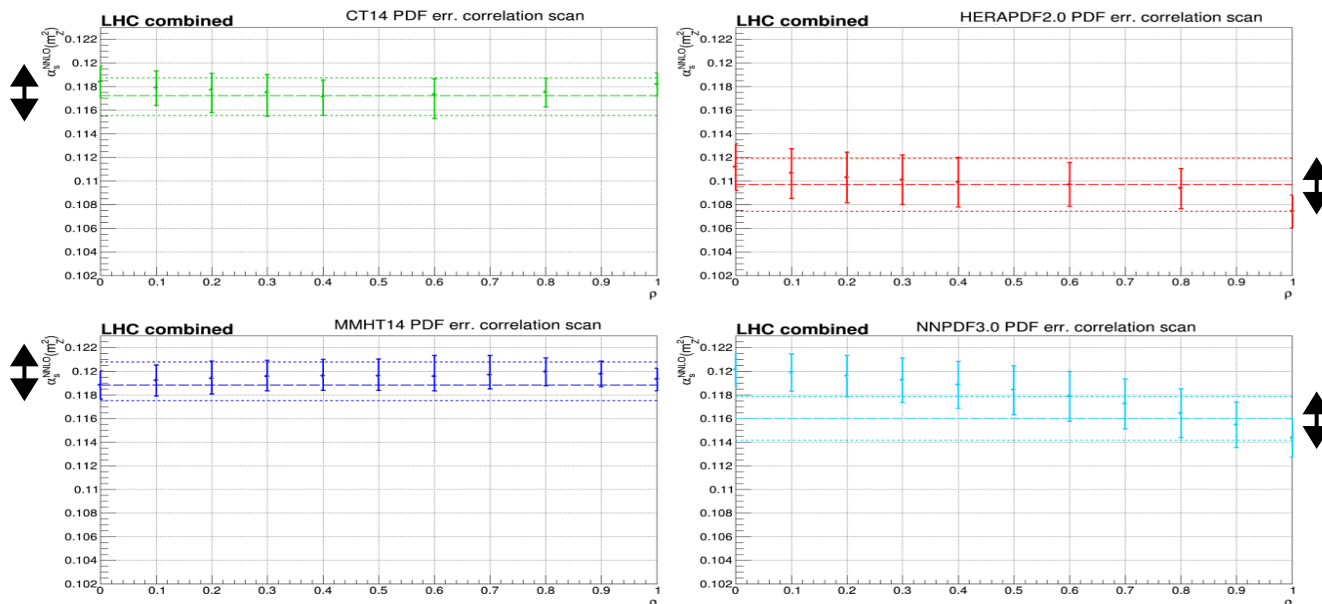 LHC combined
CT14 PDF err. correlation scan
α_s^NNLO(m_Z^2)
0.122
0.12
0.118
0.116
0.114
0.112
0.11
0.108
0.106
0.104
0.102
0 0.1 0.2 0.3 0.4 0.5 0.6 0.7 0.8 0.9 1
ρ
LHC combined
HERAPDF2.0 PDF err. correlation scan
α_s^NNLO(m_Z^2)
0.122
0.12
0.118
0.116
0.114
0.112
0.11
0.108
0.106
0.104
0.102
0 0.1 0.2 0.3 0.4 0.5 0.6 0.7 0.8 0.9 1
ρ
LHC combined
MMHT14 PDF err. correlation scan
α_s^NNLO(m_Z^2)
0.122
0.12
0.118
0.116
0.114
0.112
0.11
0.108
0.106
0.104
0.102
0 0.1 0.2 0.3 0.4 0.5 0.6 0.7 0.8 0.9 1
ρ
LHC combined
NNPDF3.0 PDF err. correlation scan
α_s^NNLO(m_Z^2)
0.122
0.12
0.118
0.116
0.114
0.112
0.11
0.108
0.106
0.104
0.102
0 0.1 0.2 0.3 0.4 0.5 0.6 0.7 0.8 0.9 1
ρ